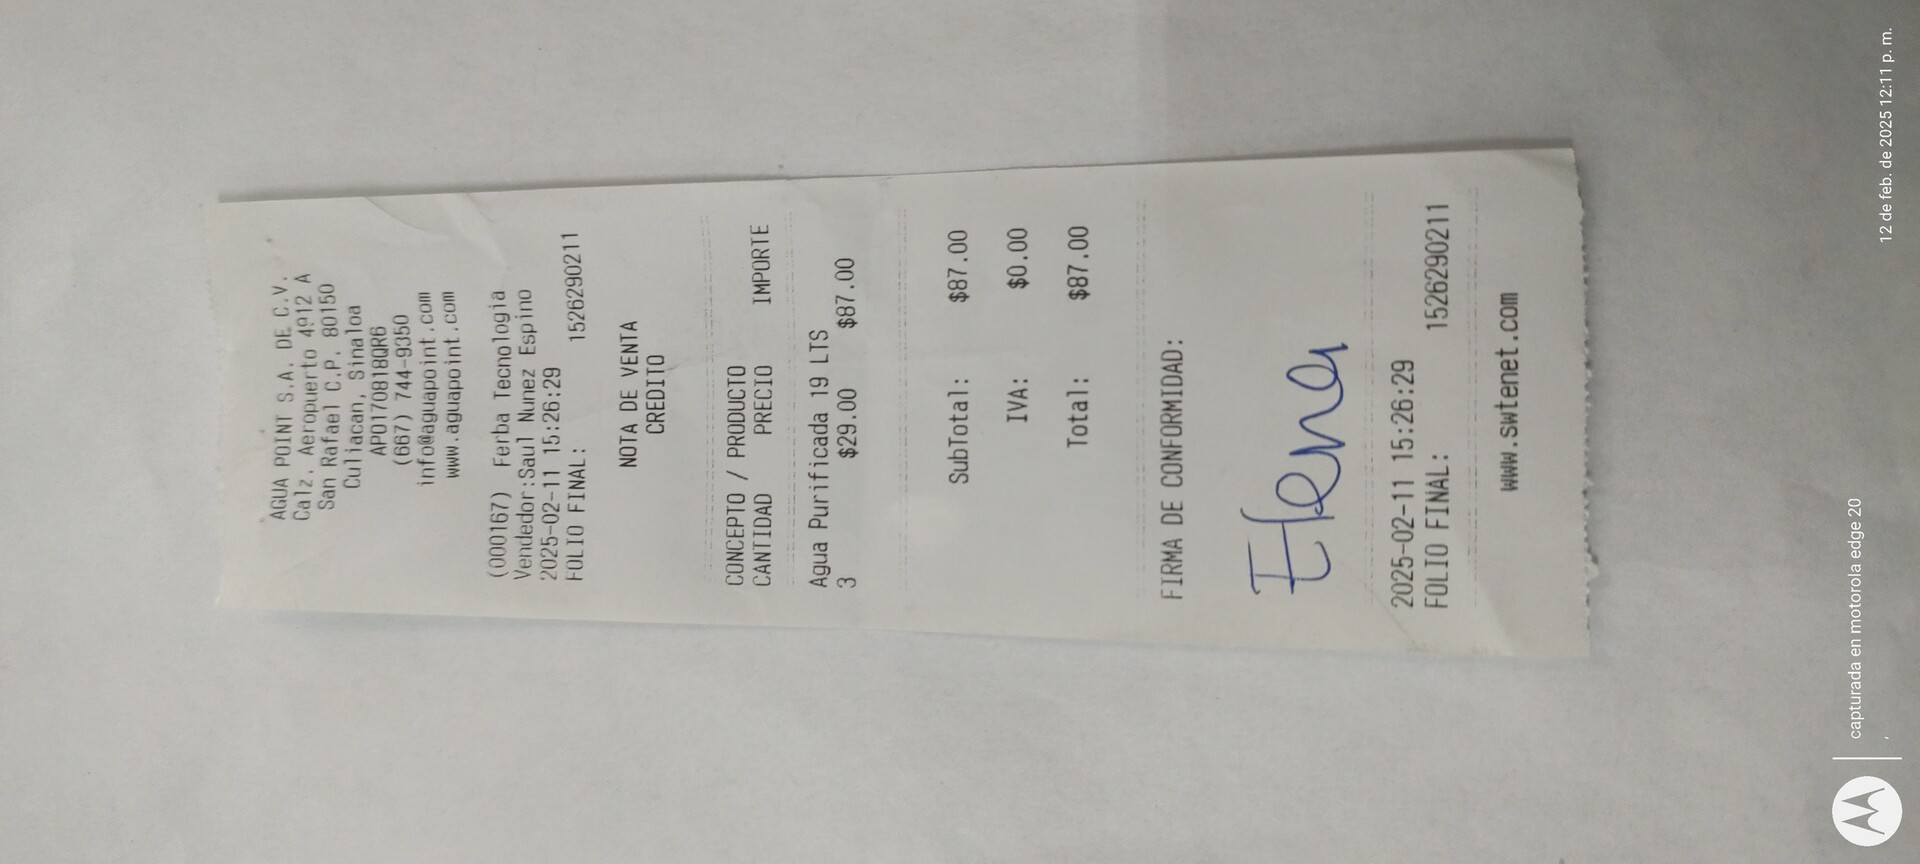 AGUA POINT S.A. DE C.V.
Calz. Aeropuerto 4912 A
San Rafael C.P. 80150
Culiacan, Sinaloa
APO170818QR6
(667) 744-9350
info@aguapoint.com
www.aguapoint.com
(000167) Ferba Tecnologia
Vendedor:Saul Nunez Espino
2025-02-11 15:26:29
FOLIO FINAL: 1526290211
NOTA DE VENTA
CREDITO
CONCEPTO / PRODUCTO
CANTIDAD PRECIO IMPORTE
Agua Purificada 19 LTS
3 $29.00 $87.00
SubTotal: $87.00
IVA: $0.00
Total: $87.00
FIRMA DE CONFORMIDAD:
Elena
2025-02-11 15:26:29
FOLIO FINAL: 1526290211
www.swtenet.com
capturada en motorola edge 20
, 12 de feb. de 2025 12:11 p. m.